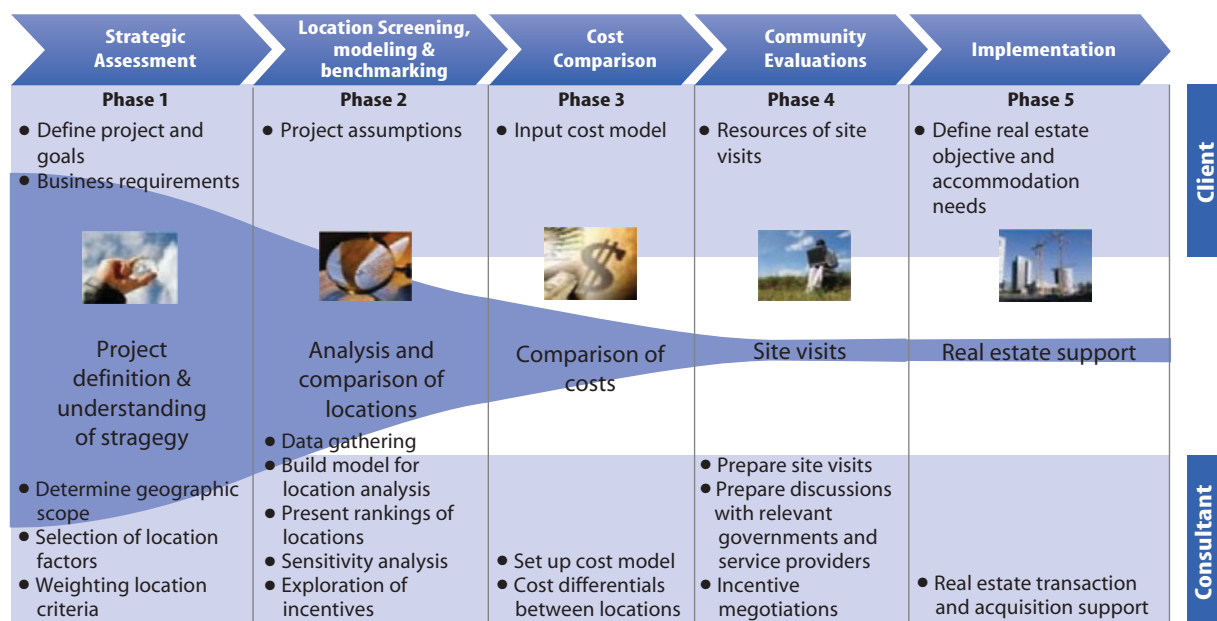 Strategic
Assessment
Location Screening,
modeling &
benchmarking
Cost
Comparison
Community
Evaluations
Implementation
Phase 1
Phase 2
Phase 3
Phase 4
Phase 5
● Define project and
goals
● Business requirements
● Project assumptions
● Input cost model
● Resources of site
visits
● Define real estate
objective and
accommodation
needs
Client
Project
definition &
understanding
of stragegy
Analysis and
comparison of
locations
Comparison of
costs
Site visits
Real estate support
● Determine geographic
scope
● Selection of location
factors
● Weighting location
criteria
● Data gathering
● Build model for
location analysis
● Present rankings of
locations
● Sensitivity analysis
● Exploration of
incentives
● Set up cost model
● Cost differentials
between locations
● Prepare site visits
● Prepare discussions
with relevant
governments and
service providers
● Incentive
megotiations
● Real estate transaction
and acquisition support
Consultant